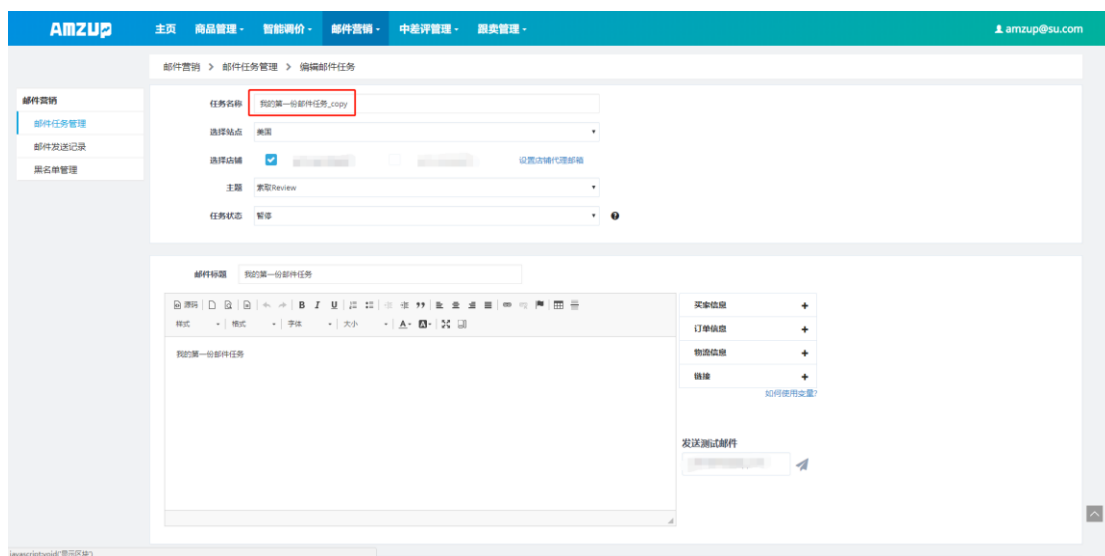 AMZUP 主页 商品管理 智能调价 邮件营销 中差评管理 跟卖管理 amzup@su.com
邮件营销 > 邮件任务管理 > 编辑邮件任务
邮件营销
邮件任务管理
邮件发送记录
黑名单管理
任务名称 我的第一份邮件任务_copy
选择站点 美国
选择店铺 设置店铺代理邮箱
主题 索取Review
任务状态 暂停
邮件标题 我的第一份邮件任务
源码 B I U
样式 格式 字体 大小 A A
我的第一份邮件任务
买家信息 +
订单信息 +
物流信息 +
链接 +
如何使用变量?
发送测试邮件
javascript:void('显示区块')